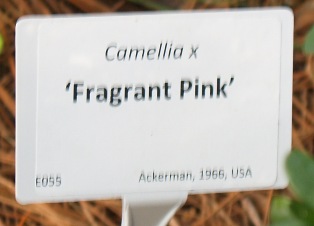 Camellia x
‘Fragrant Pink’
E055 Ackerman, 1966, USA